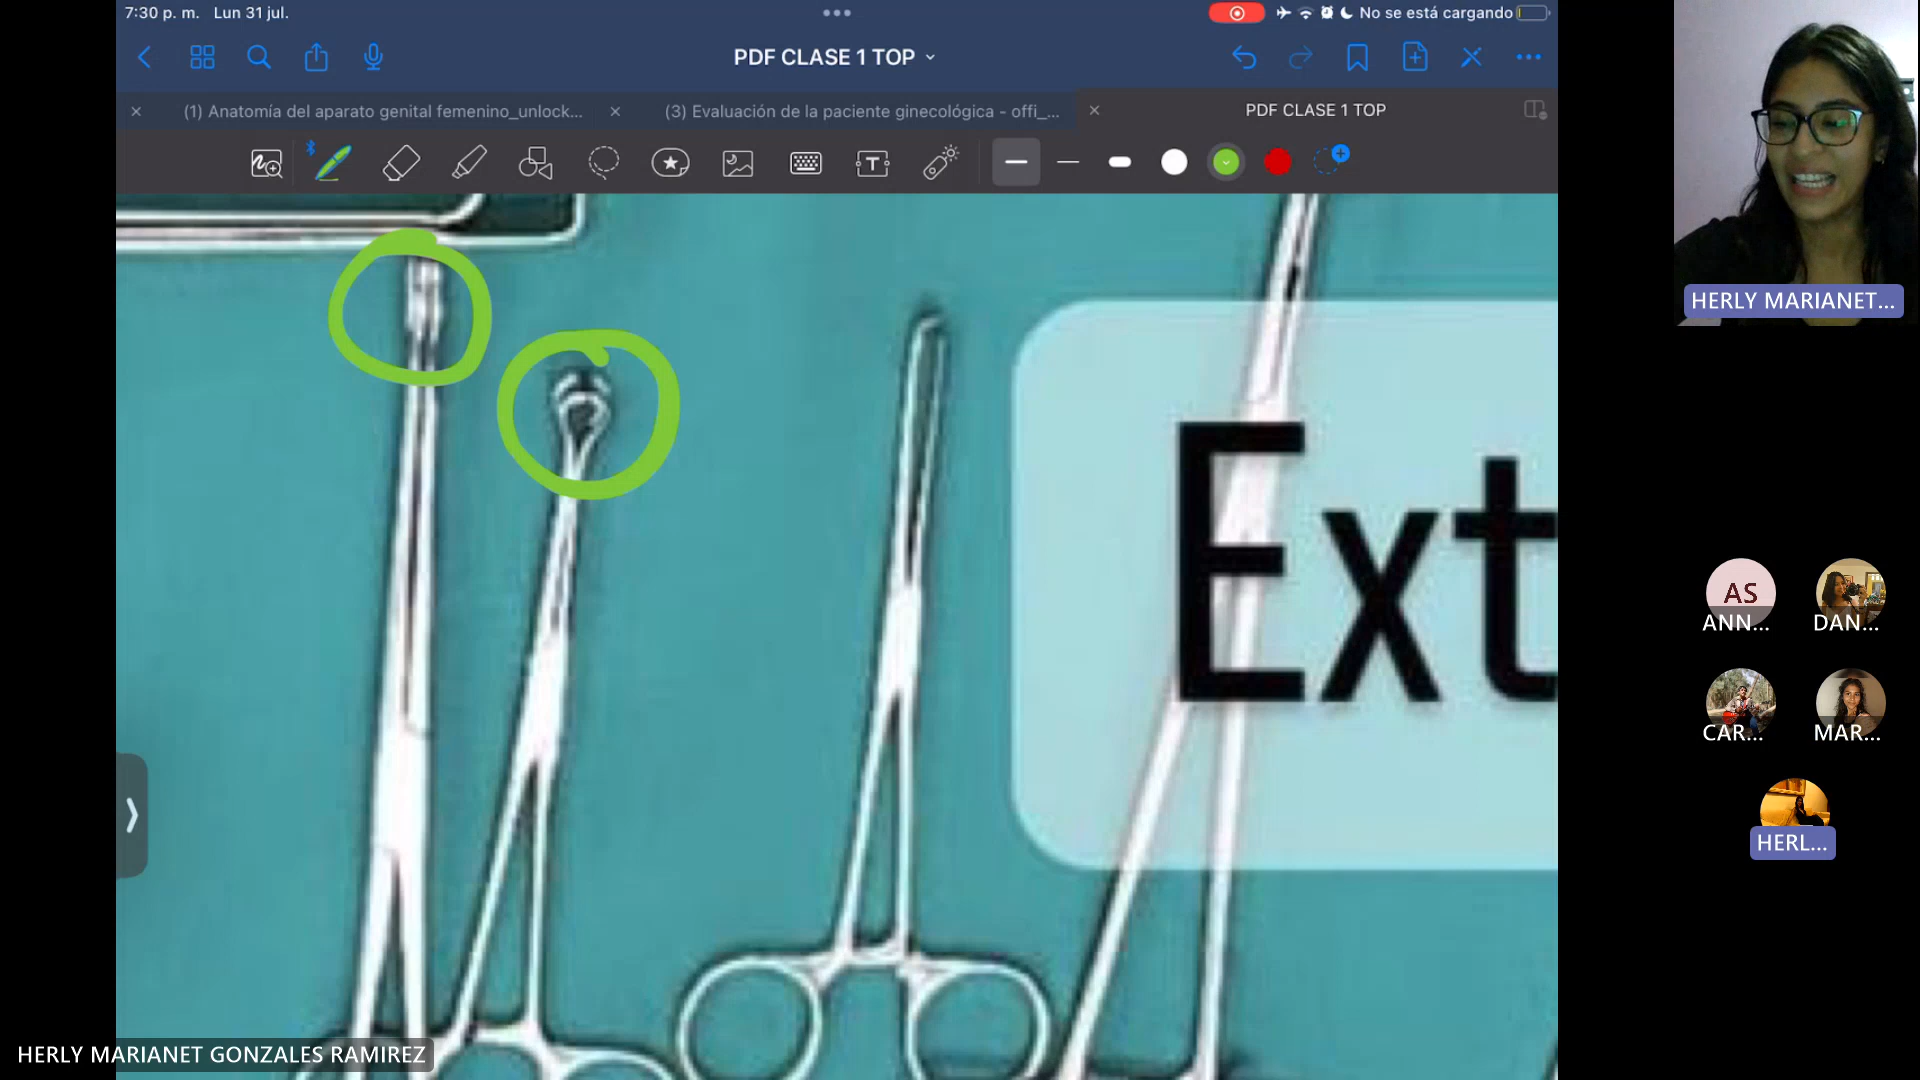 7:30 p. m. Lun 31 jul.
No se está cargando
PDF CLASE 1 TOP
(1) Anatomía del aparato genital femenino_unlock...
(3) Evaluación de la paciente ginecológica - offi_...
PDF CLASE 1 TOP
T
Ext
HERLY MARIANET...
AS
ANN...
DAN...
CAR...
MAR...
HERL...
HERLY MARIANET GONZALES RAMIREZ